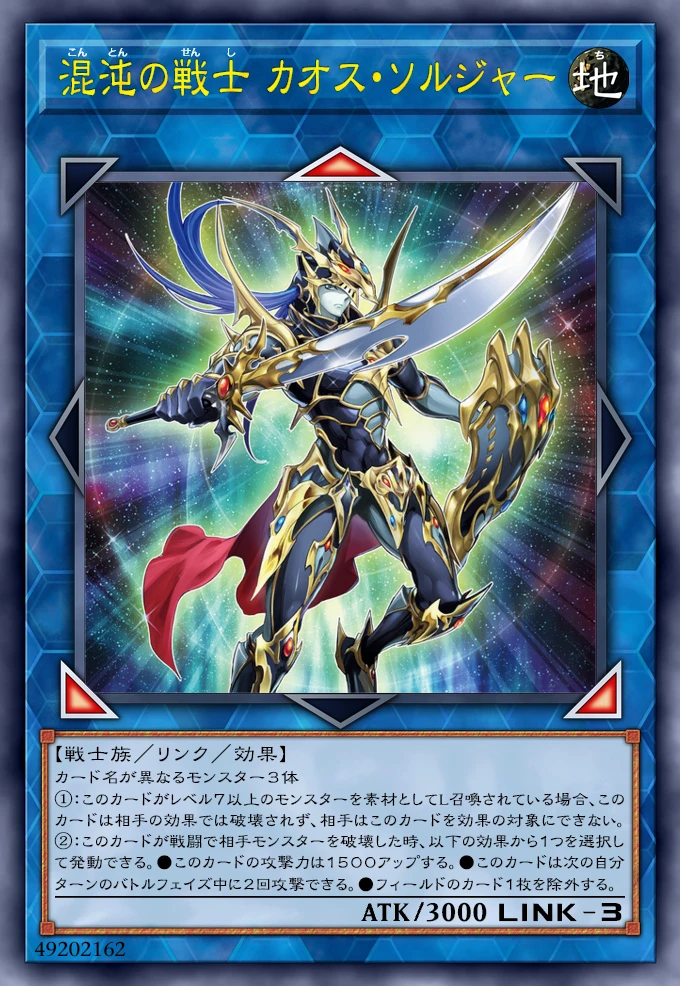 こん とん せん し
混沌の戦士 カオス・ソルジャー
ち
地
【戦士族／リンク／効果】
カード名が異なるモンスター３体
①：このカードがレベル７以上のモンスターを素材としてL召喚されている場合、このカ
ードは相手の効果では破壊されず、相手はこのカードを効果の対象にできない。
②：このカードが戦闘で相手モンスターを破壊した時、以下の効果から１つを選択し
て発動できる。●このカードの攻撃力は１５００アップする。●このカードは次の自分
ターンのバトルフェイズ中に２回攻撃できる。●フィールドのカード１枚を除外する。
ATK/3000 LINK-3
49202162